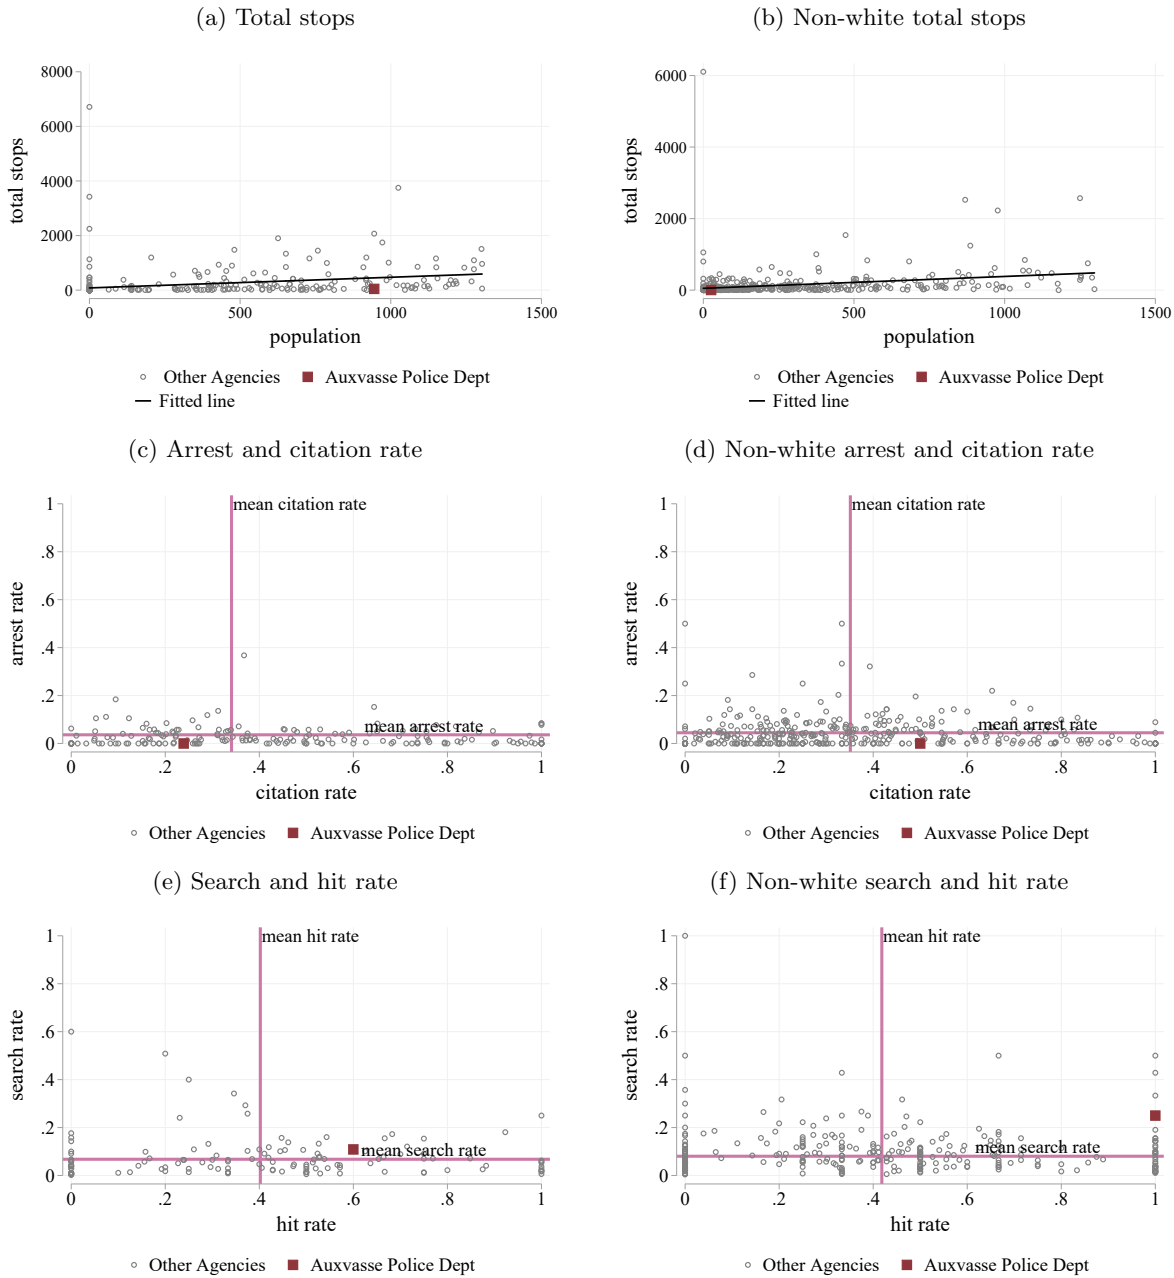 (a) Total stops
(b) Non-white total stops
8000
6000
4000
2000
0
total stops
0 500 1000 1500
population
Other Agencies Auxvasse Police Dept
Fitted line
6000
4000
2000
0
total stops
0 500 1000 1500
population
Other Agencies Auxvasse Police Dept
Fitted line
(c) Arrest and citation rate
(d) Non-white arrest and citation rate
1
.8
.6
.4
.2
0
arrest rate
mean citation rate
mean arrest rate
0 .2 .4 .6 .8 1
citation rate
Other Agencies Auxvasse Police Dept
1
.8
.6
.4
.2
0
arrest rate
mean citation rate
mean arrest rate
0 .2 .4 .6 .8 1
citation rate
Other Agencies Auxvasse Police Dept
(e) Search and hit rate
(f) Non-white search and hit rate
1
.8
.6
.4
.2
0
search rate
mean hit rate
mean search rate
0 .2 .4 .6 .8 1
hit rate
Other Agencies Auxvasse Police Dept
1
.8
.6
.4
.2
0
search rate
mean hit rate
mean search rate
0 .2 .4 .6 .8 1
hit rate
Other Agencies Auxvasse Police Dept